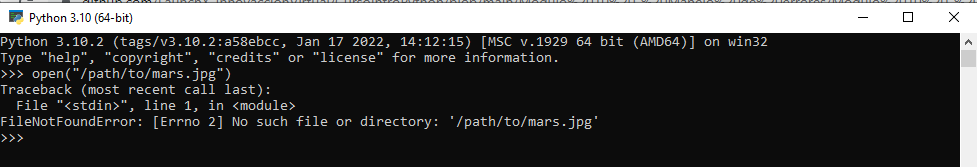 Python 3.10 (64-bit)
Python 3.10.2 (tags/v3.10.2:a58ebcc, Jan 17 2022, 14:12:15) [MSC v.1929 64 bit (AMD64)] on win32
Type "help", "copyright", "credits" or "license" for more information.
>>> open("/path/to/mars.jpg")
Traceback (most recent call last):
  File "<stdin>", line 1, in <module>
FileNotFoundError: [Errno 2] No such file or directory: '/path/to/mars.jpg'
>>>